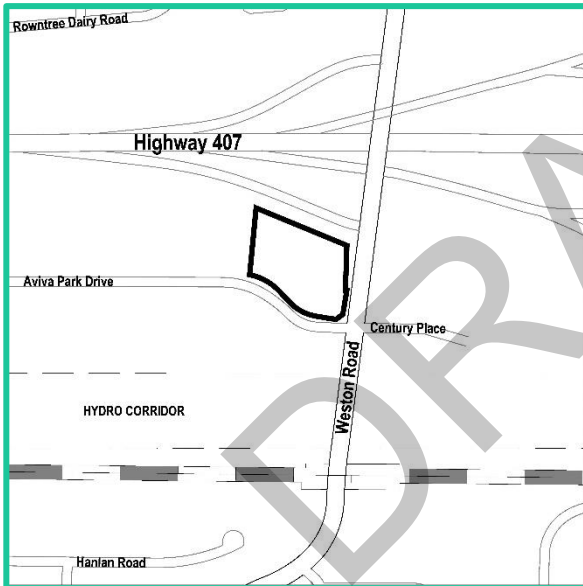 Rowntree Dairy Road
Highway 407
Aviva Park Drive
Century Place
Weston Road
HYDRO CORRIDOR
Hanlan Road
DRA